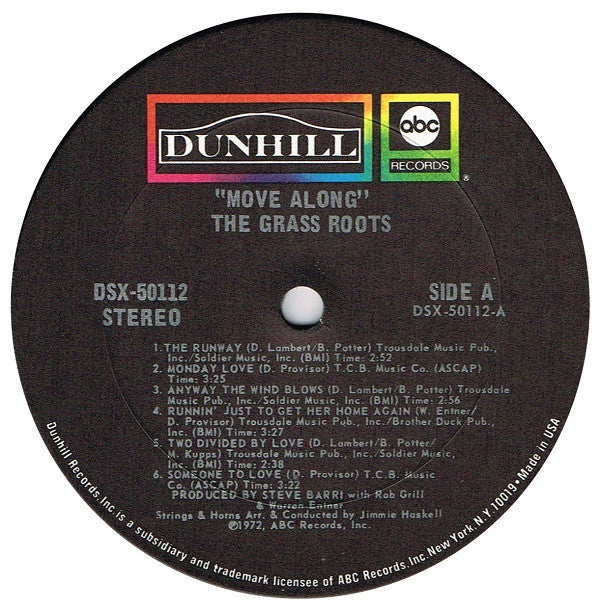 DUNHILL
abc
RECORDS
®
"MOVE ALONG"
THE GRASS ROOTS
DSX-50112
STEREO
SIDE A
DSX-50112-A
1. THE RUNWAY (D. Lambert/B. Potter) Trousdale Music Pub.,
Inc./Soldier Music, Inc. (BMI) Time: 2:52
2. MONDAY LOVE (D. Provisor) T.C.B. Music Co. (ASCAP)
Time: 3:25
3. ANYWAY THE WIND BLOWS (D. Lambert/B. Potter) Trousdale
Music Pub., Inc./Soldier Music, Inc. (BMI) Time: 2:56
4. RUNNIN' JUST TO GET HER HOME AGAIN (W. Entner/
D. Provisor) Trousdale Music Pub., Inc./Brother Duck Pub.,
Inc. (BMI) Time: 3:27
5. TWO DIVIDED BY LOVE (D. Lambert/B. Potter/
M. Kupps) Trousdale Music Pub., Inc./Soldier Music,
Inc. (BMI) Time: 2:38
6. SOMEONE TO LOVE (D. Provisor) T.C.B. Music
Co. (ASCAP) Time: 3:22
PRODUCED BY STEVE BARRI with Rob Grill
& Warren Entner
Strings & Horns Arr. & Conducted by Jimmie Haskell
Ⓟ1972, ABC Records, Inc.
Dunhill Records, Inc. is a subsidiary and trademark licensee of ABC Records, Inc. New York, N.Y. 10019 • Made in USA